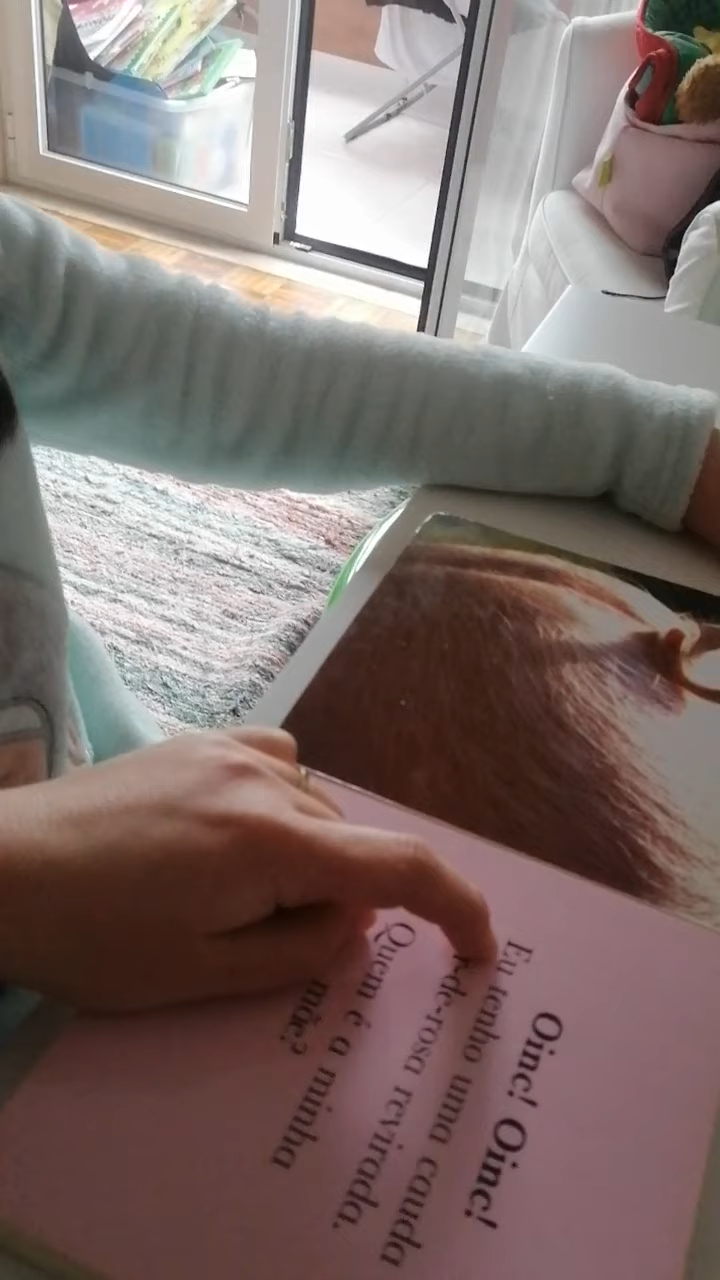 Oinc! Oinc!
Eu tenho uma cauda
-de-rosa revirada.
Quem é a minha
mãe?